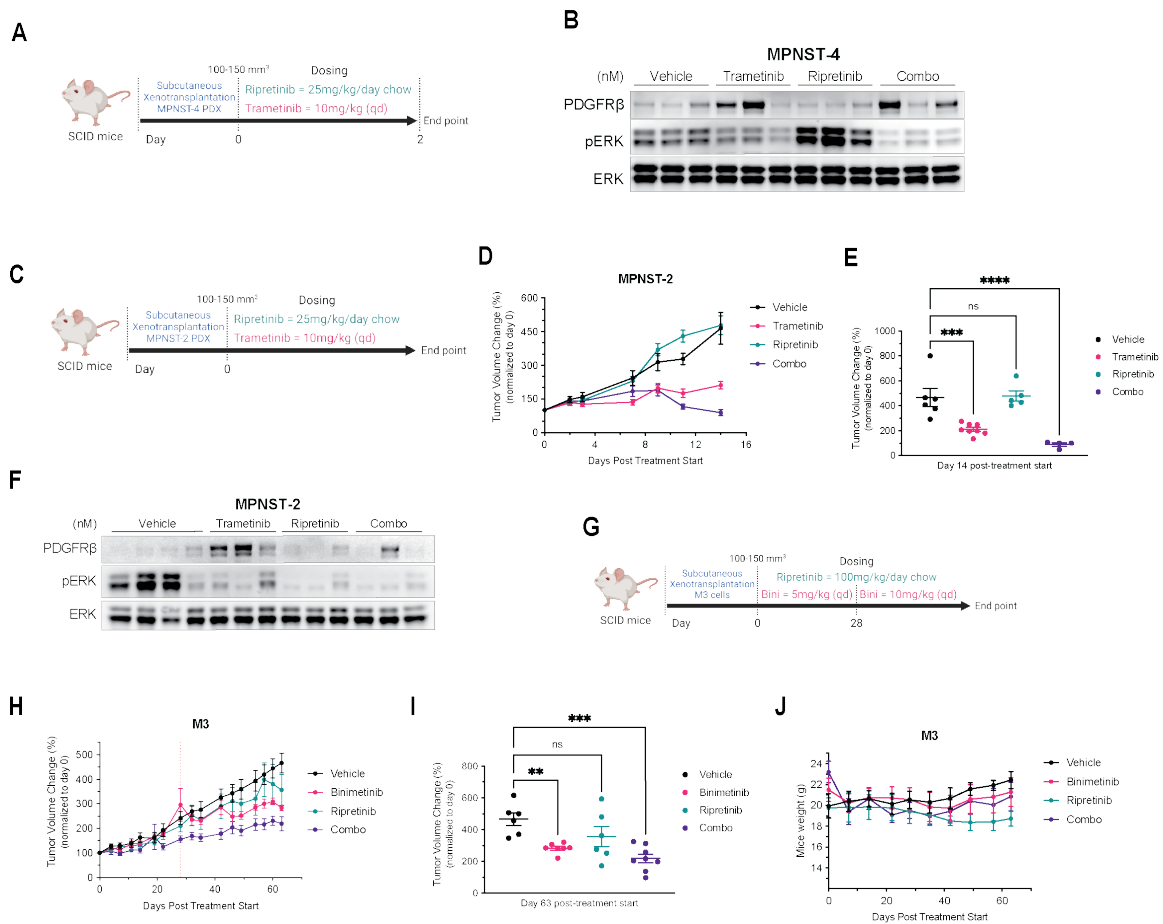 A
100-150 mm³
Dosing
Subcutaneous
Xenotransplantation
MPNST-4 PDX
Ripretinib = 25mg/kg/day chow
Trametinib = 10mg/kg (qd)
End point
SCID mice
Day
0
2
B
MPNST-4
(nM)
Vehicle
Trametinib
Ripretinib
Combo
PDGFRβ
pERK
ERK
C
100-150 mm³
Dosing
Subcutaneous
Xenotransplantation
MPNST-2 PDX
Ripretinib = 25mg/kg/day chow
Trametinib = 10mg/kg (qd)
End point
SCID mice
Day
0
D
MPNST-2
Tumor Volume Change (%)
(normalized to day 0)
600
450
300
150
0
0
4
8
12
16
Days Post Treatment Start
Vehicle
Trametinib
Ripretinib
Combo
E
Tumor Volume Change (%)
(normalized to day 0)
1000
800
600
400
200
0
****
ns
***
Day 14 post-treatment start
Vehicle
Trametinib
Ripretinib
Combo
F
MPNST-2
(nM)
Vehicle
Trametinib
Ripretinib
Combo
PDGFRβ
pERK
ERK
G
100-150 mm³
Dosing
Subcutaneous
Xenotransplantation
M3 cells
Ripretinib = 100mg/kg/day chow
Bini = 5mg/kg (qd)
Bini = 10mg/kg (qd)
End point
SCID mice
Day
0
28
H
M3
Tumor Volume Change (%)
(normalized to day 0)
500
400
300
200
100
0
0
20
40
60
Days Post Treatment Start
Vehicle
Binimetinib
Ripretinib
Combo
I
Tumor Volume Change (%)
(normalized to day 0)
800
600
400
200
0
***
ns
**
Day 63 post-treatment start
Vehicle
Binimetinib
Ripretinib
Combo
J
M3
Mice weight (g)
24
22
20
18
16
4
2
0
0
20
40
60
Days Post Treatment Start
Vehicle
Binimetinib
Ripretinib
Combo